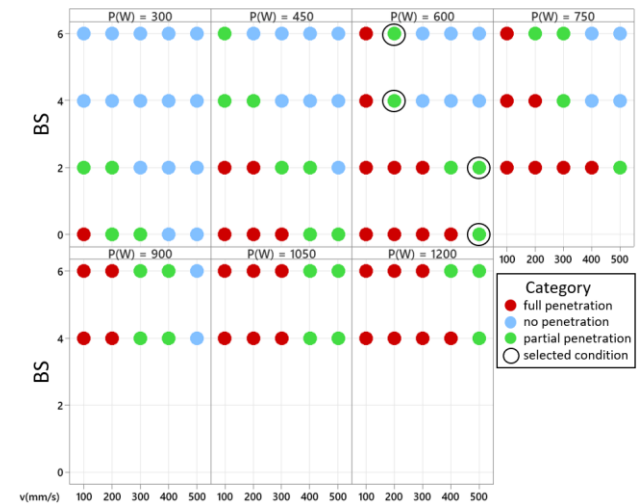 P(W) = 300 P(W) = 450 P(W) = 600 P(W) = 750
6
4
BS
2
0
100 200 300 400 500
P(W) = 900 P(W) = 1050 P(W) = 1200
6
4
BS
2
0
Category
full penetration
no penetration
partial penetration
selected condition
v(mm/s) 100 200 300 400 500 100 200 300 400 500 100 200 300 400 500